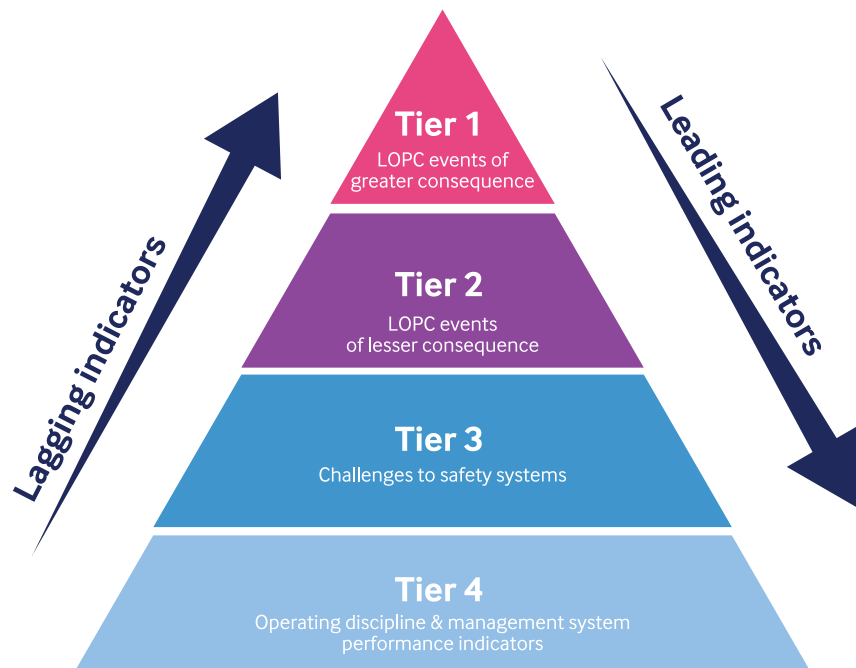 Tier 1
LOPC events of
greater consequence
Tier 2
LOPC events
of lesser consequence
Tier 3
Challenges to safety systems
Tier 4
Operating discipline & management system
performance indicators
Lagging indicators
Leading indicators